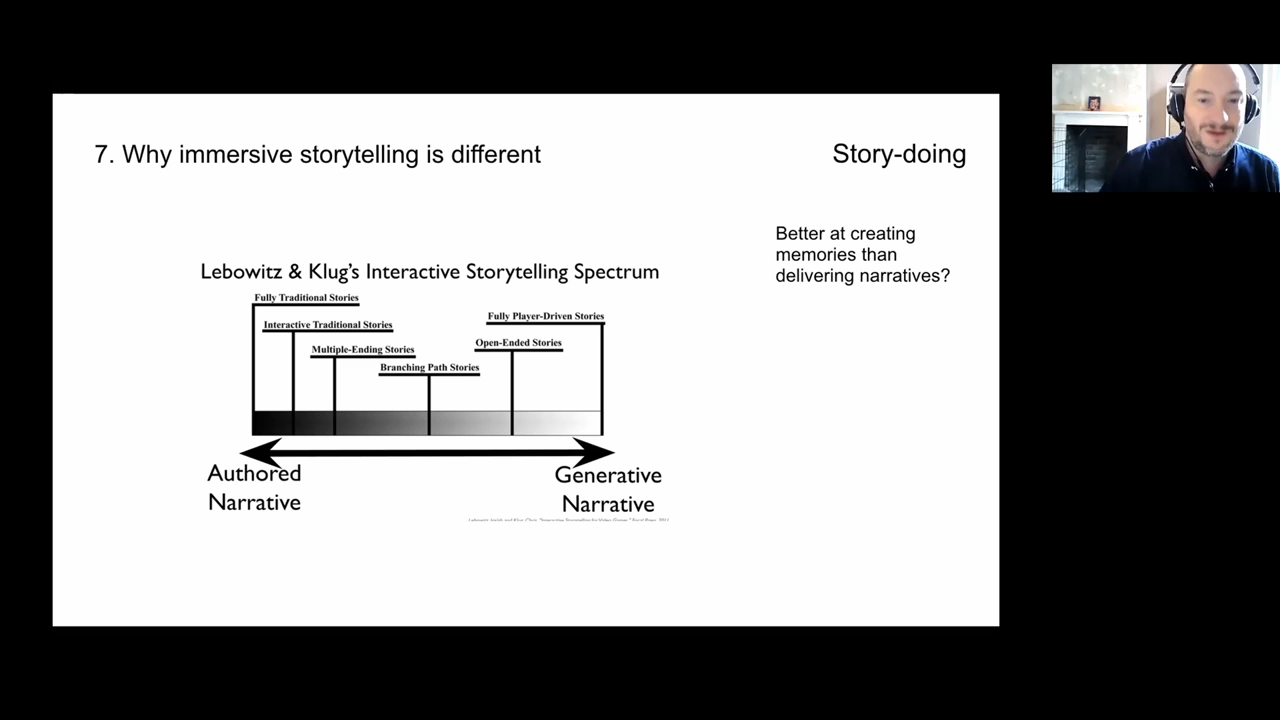 7. Why immersive storytelling is different
Story-doing
Better at creating
memories than
delivering narratives?
Lebowitz & Klug's Interactive Storytelling Spectrum
Fully Traditional Stories
Interactive Traditional Stories
Multiple-Ending Stories
Branching Path Stories
Open-Ended Stories
Fully Player-Driven Stories
Authored
Narrative
Generative
Narrative